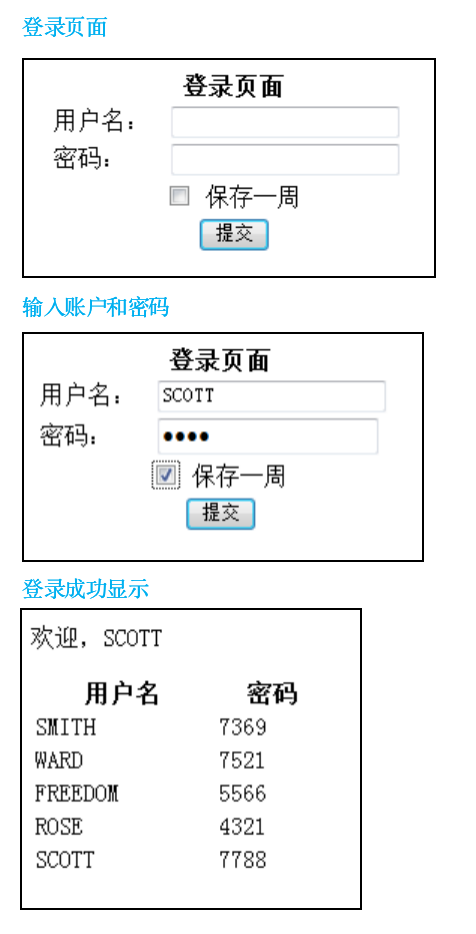 登录页面
登录页面
用户名：
密码：
保存一周
提交
输入账户和密码
登录页面
用户名： SCOTT
密码： ●●●●
保存一周
提交
登录成功显示
欢迎，SCOTT
用户名 密码
SMITH 7369
WARD 7521
FREEDOM 5566
ROSE 4321
SCOTT 7788